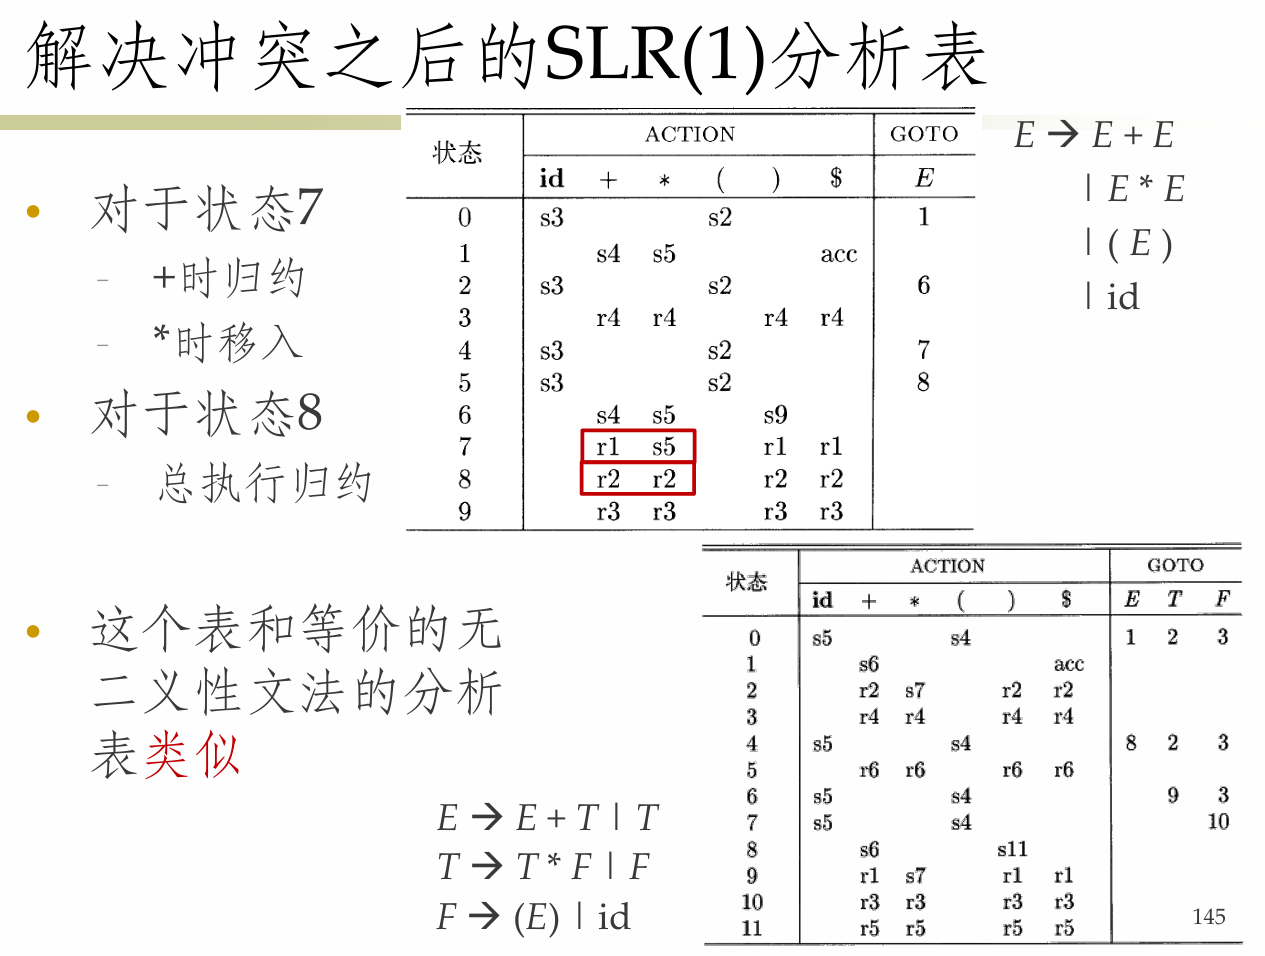 解决冲突之后的SLR(1)分析表
• 对于状态7
– +时归约
– *时移入
• 对于状态8
– 总执行归约
• 这个表和等价的无
二义性文法的分析
表类似
状态 ACTION GOTO
id + * ( ) $ E
0 s3 s2 1
1 s4 s5 acc
2 s3 s2 6
3 r4 r4 r4 r4
4 s3 s2 7
5 s3 s2 8
6 s4 s5 s9
7 r1 s5 r1 r1
8 r2 r2 r2 r2
9 r3 r3 r3 r3
E → E + E
| E * E
| ( E )
| id
E → E + T | T
T → T * F | F
F → (E) | id
状态 ACTION GOTO
id + * ( ) $ E T F
0 s5 s4 1 2 3
1 s6 acc
2 r2 s7 r2 r2
3 r4 r4 r4 r4
4 s5 s4 8 2 3
5 r6 r6 r6 r6
6 s5 s4 9 3
7 s5 s4 10
8 s6 s11
9 r1 s7 r1 r1
10 r3 r3 r3 r3
11 r5 r5 r5 r5
145